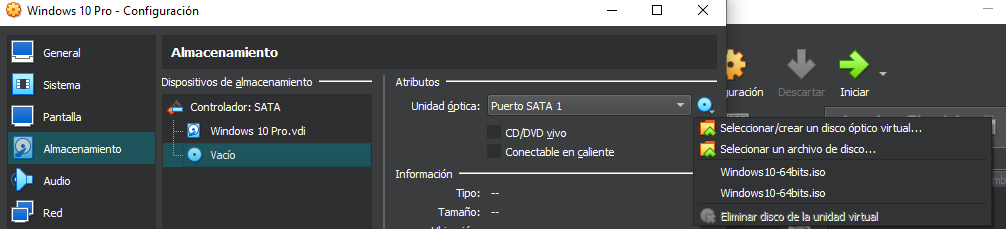 Windows 10 Pro - Configuración
General
Sistema
Pantalla
Almacenamiento
Audio
Red
Almacenamiento
Dispositivos de almacenamiento
Controlador: SATA
Windows 10 Pro.vdi
Vacío
Atributos
Unidad óptica: Puerto SATA 1
CD/DVD vivo
Conectable en caliente
Información
Tipo: --
Tamaño: --
Descartar
Iniciar
Seleccionar/crear un disco óptico virtual...
Selecionar un archivo de disco...
Windows10-64bits.iso
Windows10-64bits.iso
Eliminar disco de la unidad virtual